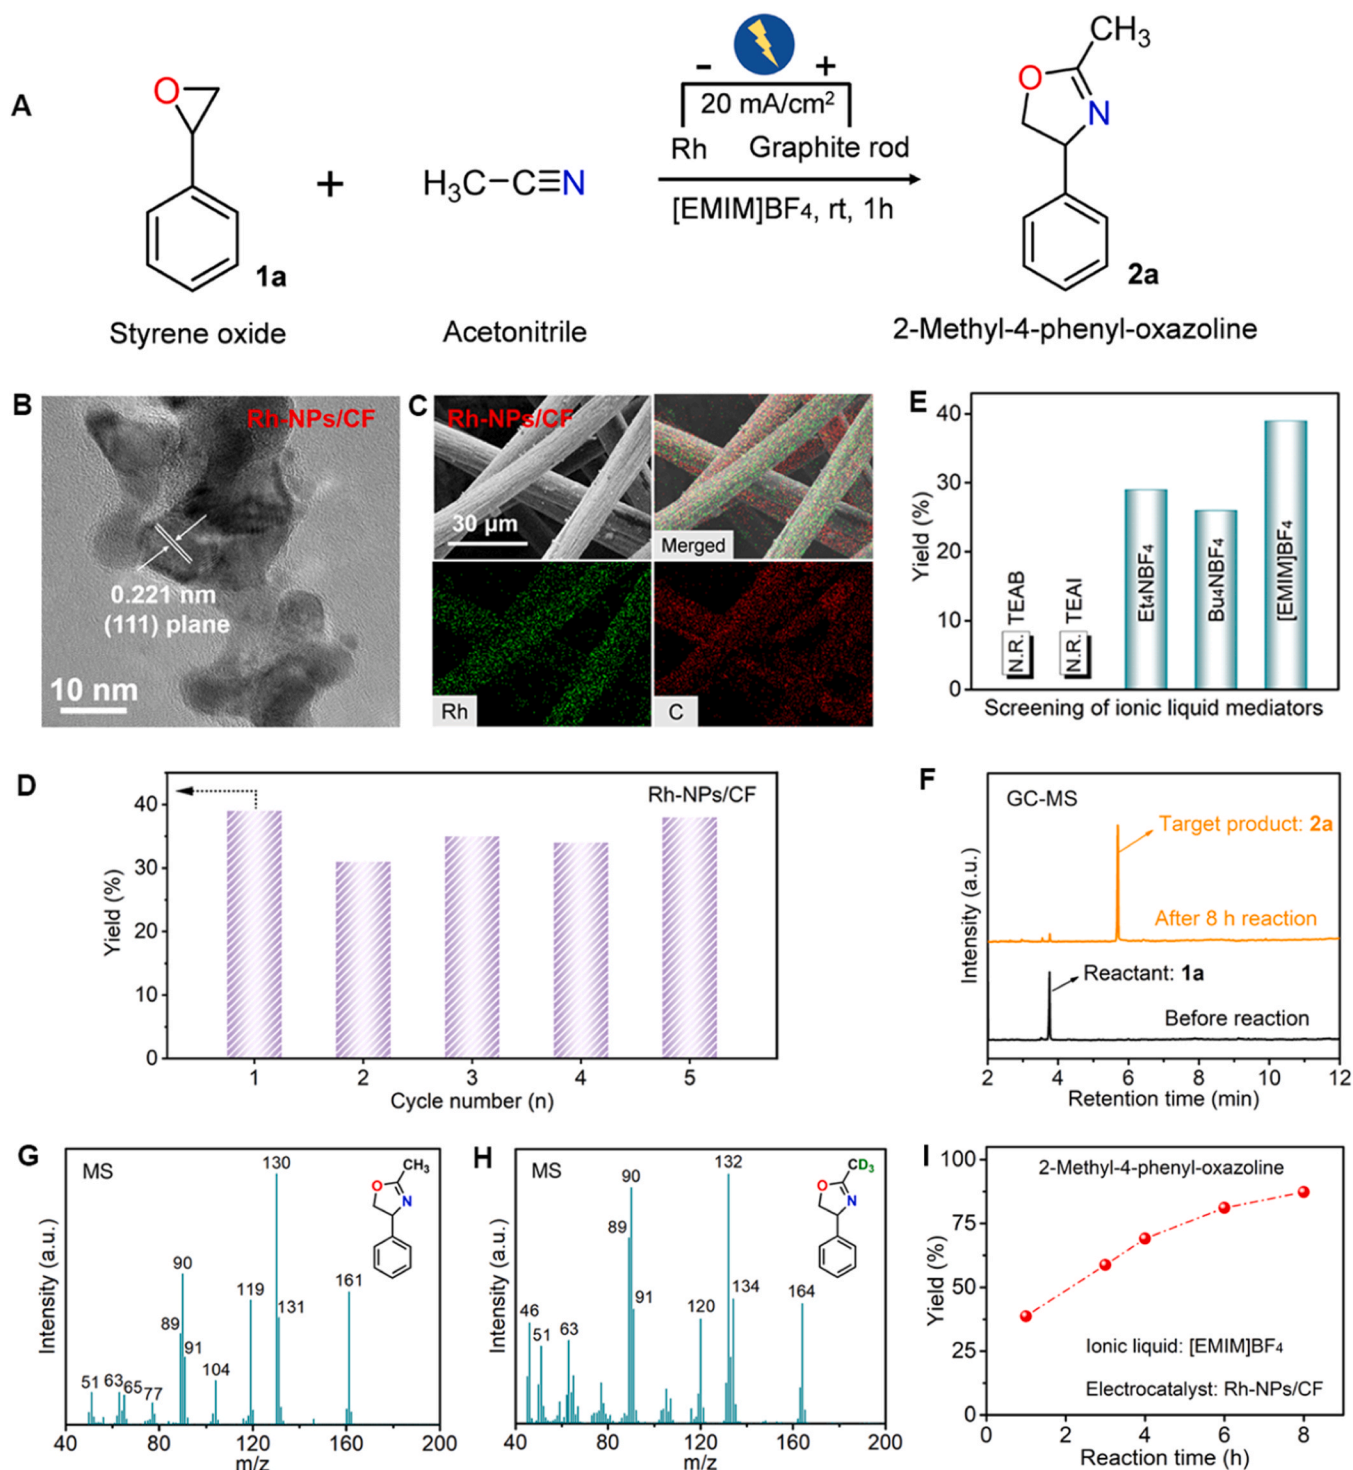 A
O
1a
Styrene oxide
+
H₃C–C≡N
Acetonitrile
- +
20 mA/cm²
Rh Graphite rod
[EMIM]BF₄, rt, 1h
CH₃
O
N
2a
2-Methyl-4-phenyl-oxazoline
B
Rh-NPs/CF
0.221 nm
(111) plane
10 nm
C
Rh-NPs/CF
30 μm
Merged
Rh
C
E
Yield (%)
40
30
20
10
0
N.R. TEAB
N.R. TEAI
Et₄NBF₄
Bu₄NBF₄
[EMIM]BF₄
Screening of ionic liquid mediators
D
Rh-NPs/CF
Yield (%)
40
30
20
10
0
1 2 3 4 5
Cycle number (n)
F
GC-MS
Target product: 2a
After 8 h reaction
Reactant: 1a
Before reaction
Intensity (a.u.)
2 4 6 8 10 12
Retention time (min)
G
MS
Intensity (a.u.)
51 63 65 77 89 90 91 104 119 130 131 161
O
N
CH₃
40 80 120 160 200
m/z
H
MS
Intensity (a.u.)
46 51 63 89 90 91 120 132 134 164
O
N
CD₃
40 80 120 160 200
m/z
I
2-Methyl-4-phenyl-oxazoline
Yield (%)
100
75
50
25
0
Ionic liquid: [EMIM]BF₄
Electrocatalyst: Rh-NPs/CF
0 2 4 6 8
Reaction time (h)